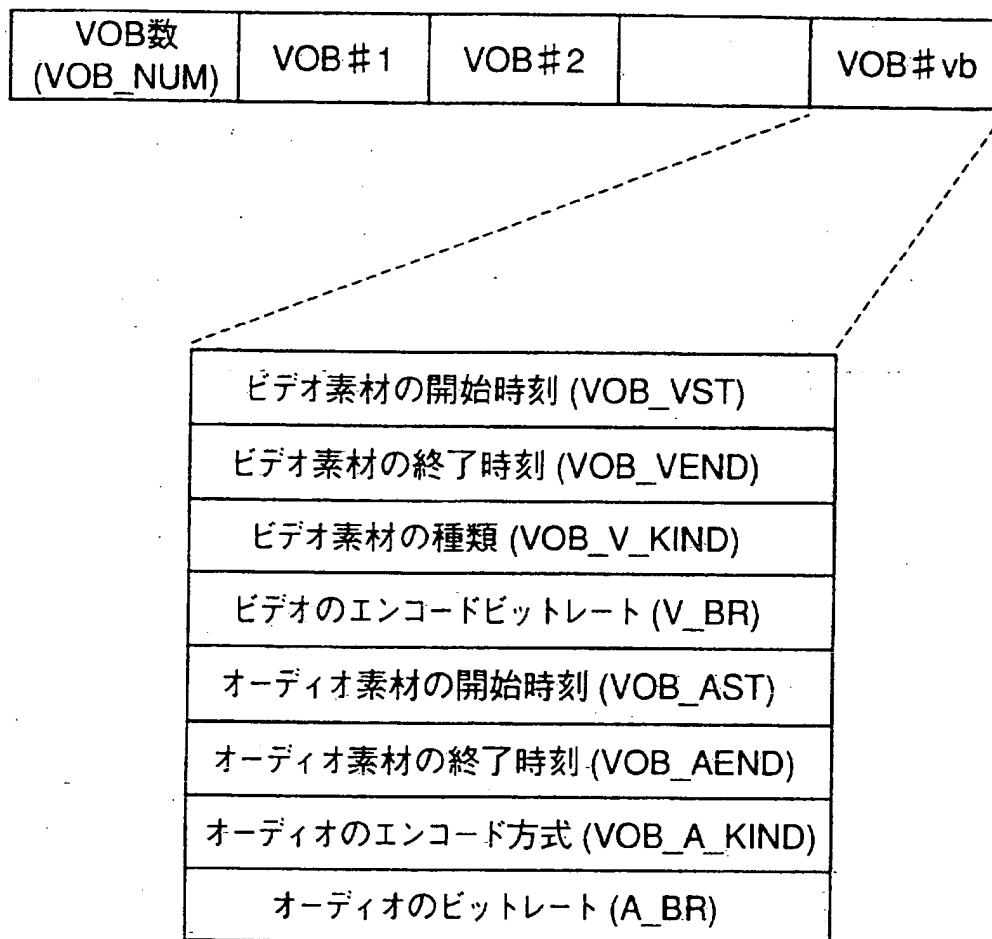 VOB数
(VOB_NUM)
VOB#1
VOB#2
VOB#vb
ビデオ素材の開始時刻 (VOB_VST)
ビデオ素材の終了時刻 (VOB_VEND)
ビデオ素材の種類 (VOB_V_KIND)
ビデオのエンコードビットレート (V_BR)
オーディオ素材の開始時刻 (VOB_AST)
オーディオ素材の終了時刻 (VOB_AEND)
オーディオのエンコード方式 (VOB_A_KIND)
オーディオのビットレート (A_BR)